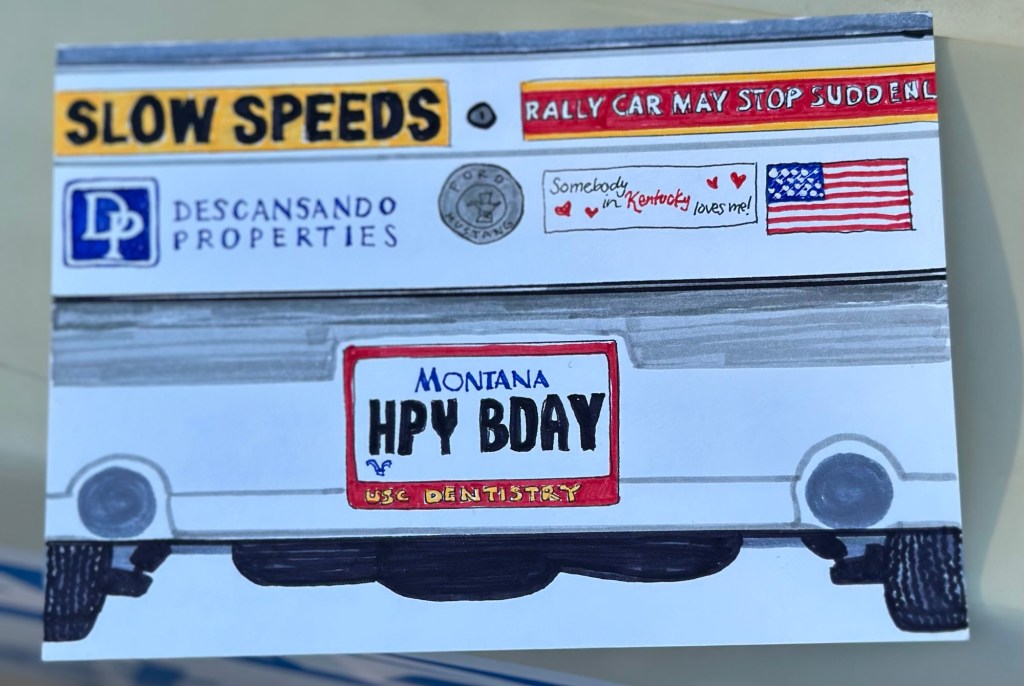 SLOW SPEEDS
RALLY CAR MAY STOP SUDDENL
DP
DESCANSANDO
PROPERTIES
FORD
MUSTANG
Somebody
in Kentucky
loves me!
MONTANA
HPY BDAY
USC DENTISTRY